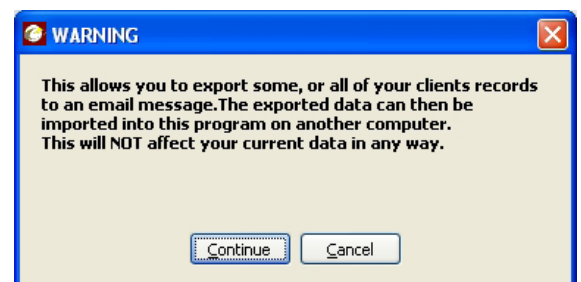 WARNING
This allows you to export some, or all of your clients records
to an email message.The exported data can then be
imported into this program on another computer.
This will NOT affect your current data in any way.
Continue
Cancel